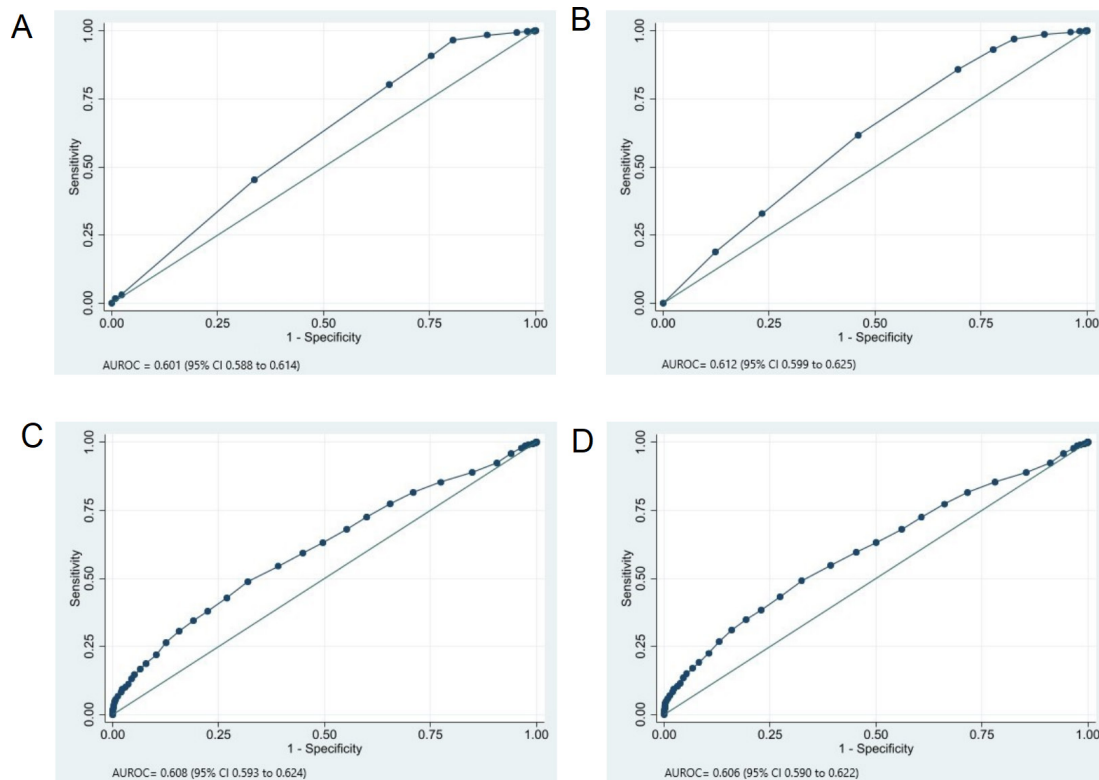 A
1.00
0.75
0.50
0.25
0.00
Sensitivity
0.00 0.25 0.50 0.75 1.00
1 - Specificity
AUROC = 0.601 (95% CI 0.588 to 0.614)
B
1.00
0.75
0.50
0.25
0.00
Sensitivity
0.00 0.25 0.50 0.75 1.00
1 - Specificity
AUROC= 0.612 (95% CI 0.599 to 0.625)
C
1.00
0.75
0.50
0.25
0.00
Sensitivity
0.00 0.25 0.50 0.75 1.00
1 - Specificity
AUROC= 0.608 (95% CI 0.593 to 0.624)
D
1.00
0.75
0.50
0.25
0.00
Sensitivity
0.00 0.25 0.50 0.75 1.00
1 - Specificity
AUROC= 0.606 (95% CI 0.590 to 0.622)